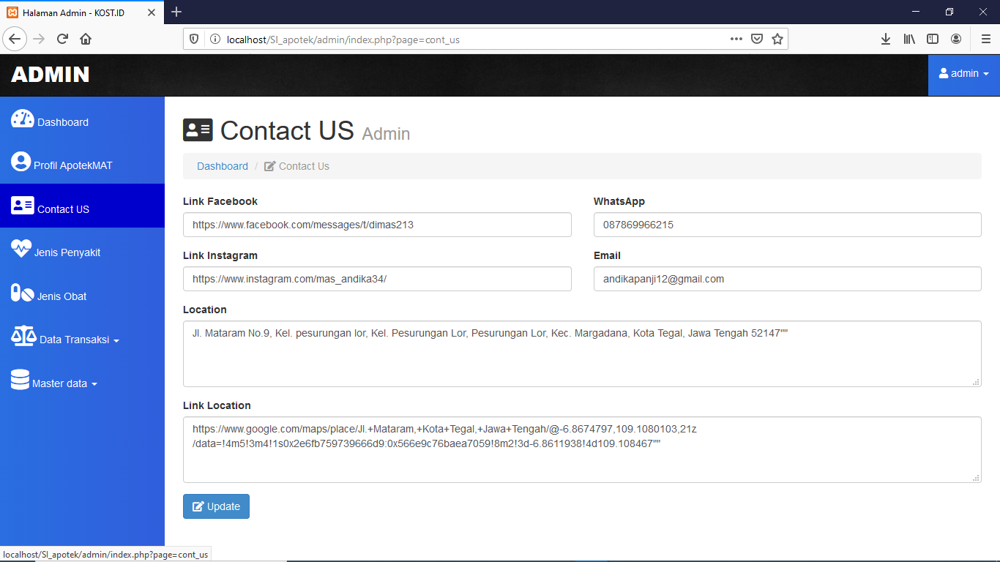 Halaman Admin - KOST.ID
localhost/SI_apotek/admin/index.php?page=cont_us
ADMIN
admin
Dashboard
Profil ApotekMAT
Contact US
Jenis Penyakit
Jenis Obat
Data Transaksi
Master data
Contact US Admin
Dashboard / Contact Us
Link Facebook
https://www.facebook.com/messages/t/dimas213
WhatsApp
087869966215
Link Instagram
https://www.instagram.com/mas_andika34/
Email
andikapanji12@gmail.com
Location
Jl. Mataram No.9, Kel. pesurungan lor, Kel. Pesurungan Lor, Pesurungan Lor, Kec. Margadana, Kota Tegal, Jawa Tengah 52147""
Link Location
https://www.google.com/maps/place/Jl.+Mataram,+Kota+Tegal,+Jawa+Tengah/@-6.8674797,109.1080103,21z
/data=!4m5!3m4!1s0x2e6fb759739666d9:0x566e9c76baea7059!8m2!3d-6.8611938!4d109.108467""
Update
localhost/SI_apotek/admin/index.php?page=cont_us